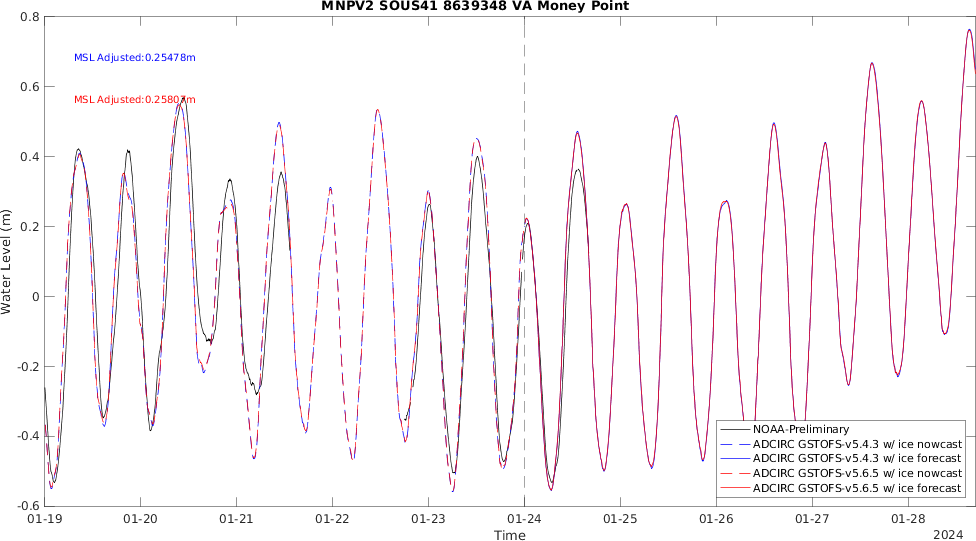 MNPV2 SOUS41 8639348 VA Money Point
0.8
MSL Adjusted:0.25478m
0.6
MSL Adjusted:0.25807m
0.4
0.2
Water Level (m)
0
-0.2
-0.4
NOAA-Preliminary
ADCIRC GSTOFS-v5.4.3 w/ ice nowcast
ADCIRC GSTOFS-v5.4.3 w/ ice forecast
ADCIRC GSTOFS-v5.6.5 w/ ice nowcast
ADCIRC GSTOFS-v5.6.5 w/ ice forecast
-0.6
01-19 01-20 01-21 01-22 01-23 01-24 01-25 01-26 01-27 01-28
Time
2024